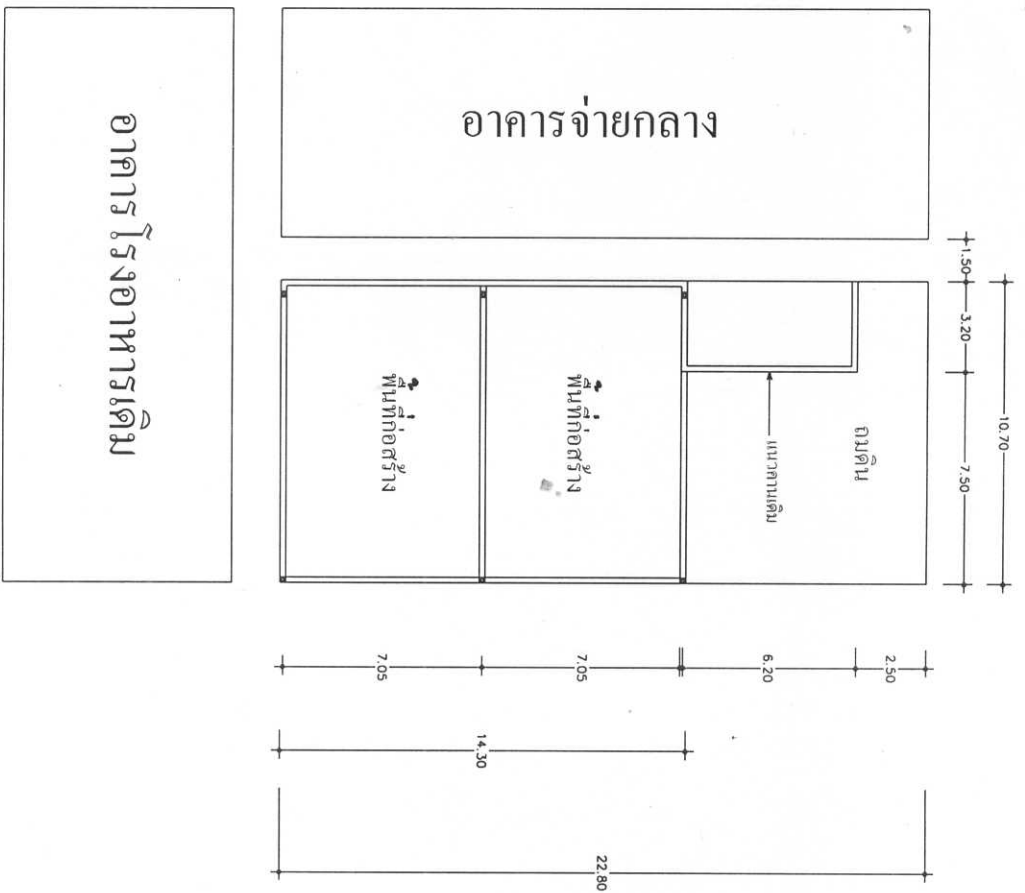 อาคารจ่ายกลาง
อาคารโรงอาหารเดิม
พื้นที่ก่อสร้าง
พื้นที่ก่อสร้าง
ถมดิน
แนวคานเดิม
1.50
3.20
7.50
10.70
7.05
7.05
6.20
2.50
14.30
22.80